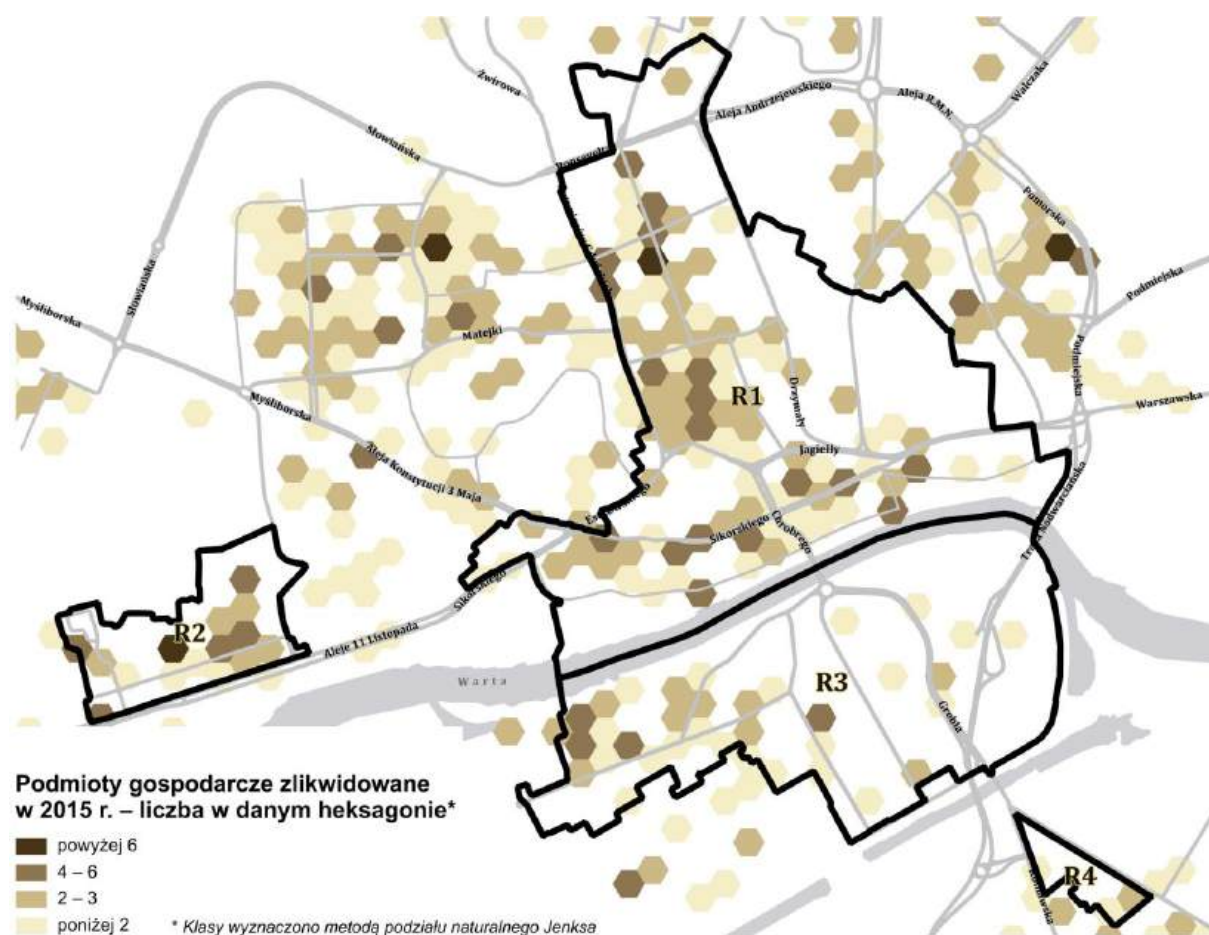 Żwirowa
Walczaka
Aleja Andrzejewskiego
Aleja R.M.N.
Słowiańska
Pomorska
Słowiańska
Myśliborska
Podmiejska
Matejki
Podmiejska
Myśliborska
R1
Drzymały
Warszawska
Aleja Konstytucji 3 Maja
Jagiełły
Sikorskiego
Chrobrego
Sikorskiego
R2
Aleje 11 Listopada
Warta
R3
Grobla
Podmioty gospodarcze zlikwidowane
w 2015 r. – liczba w danym heksagonie*
powyżej 6
4 – 6
2 – 3
R4
poniżej 2
* Klasy wyznaczono metodą podziału naturalnego Jenksa